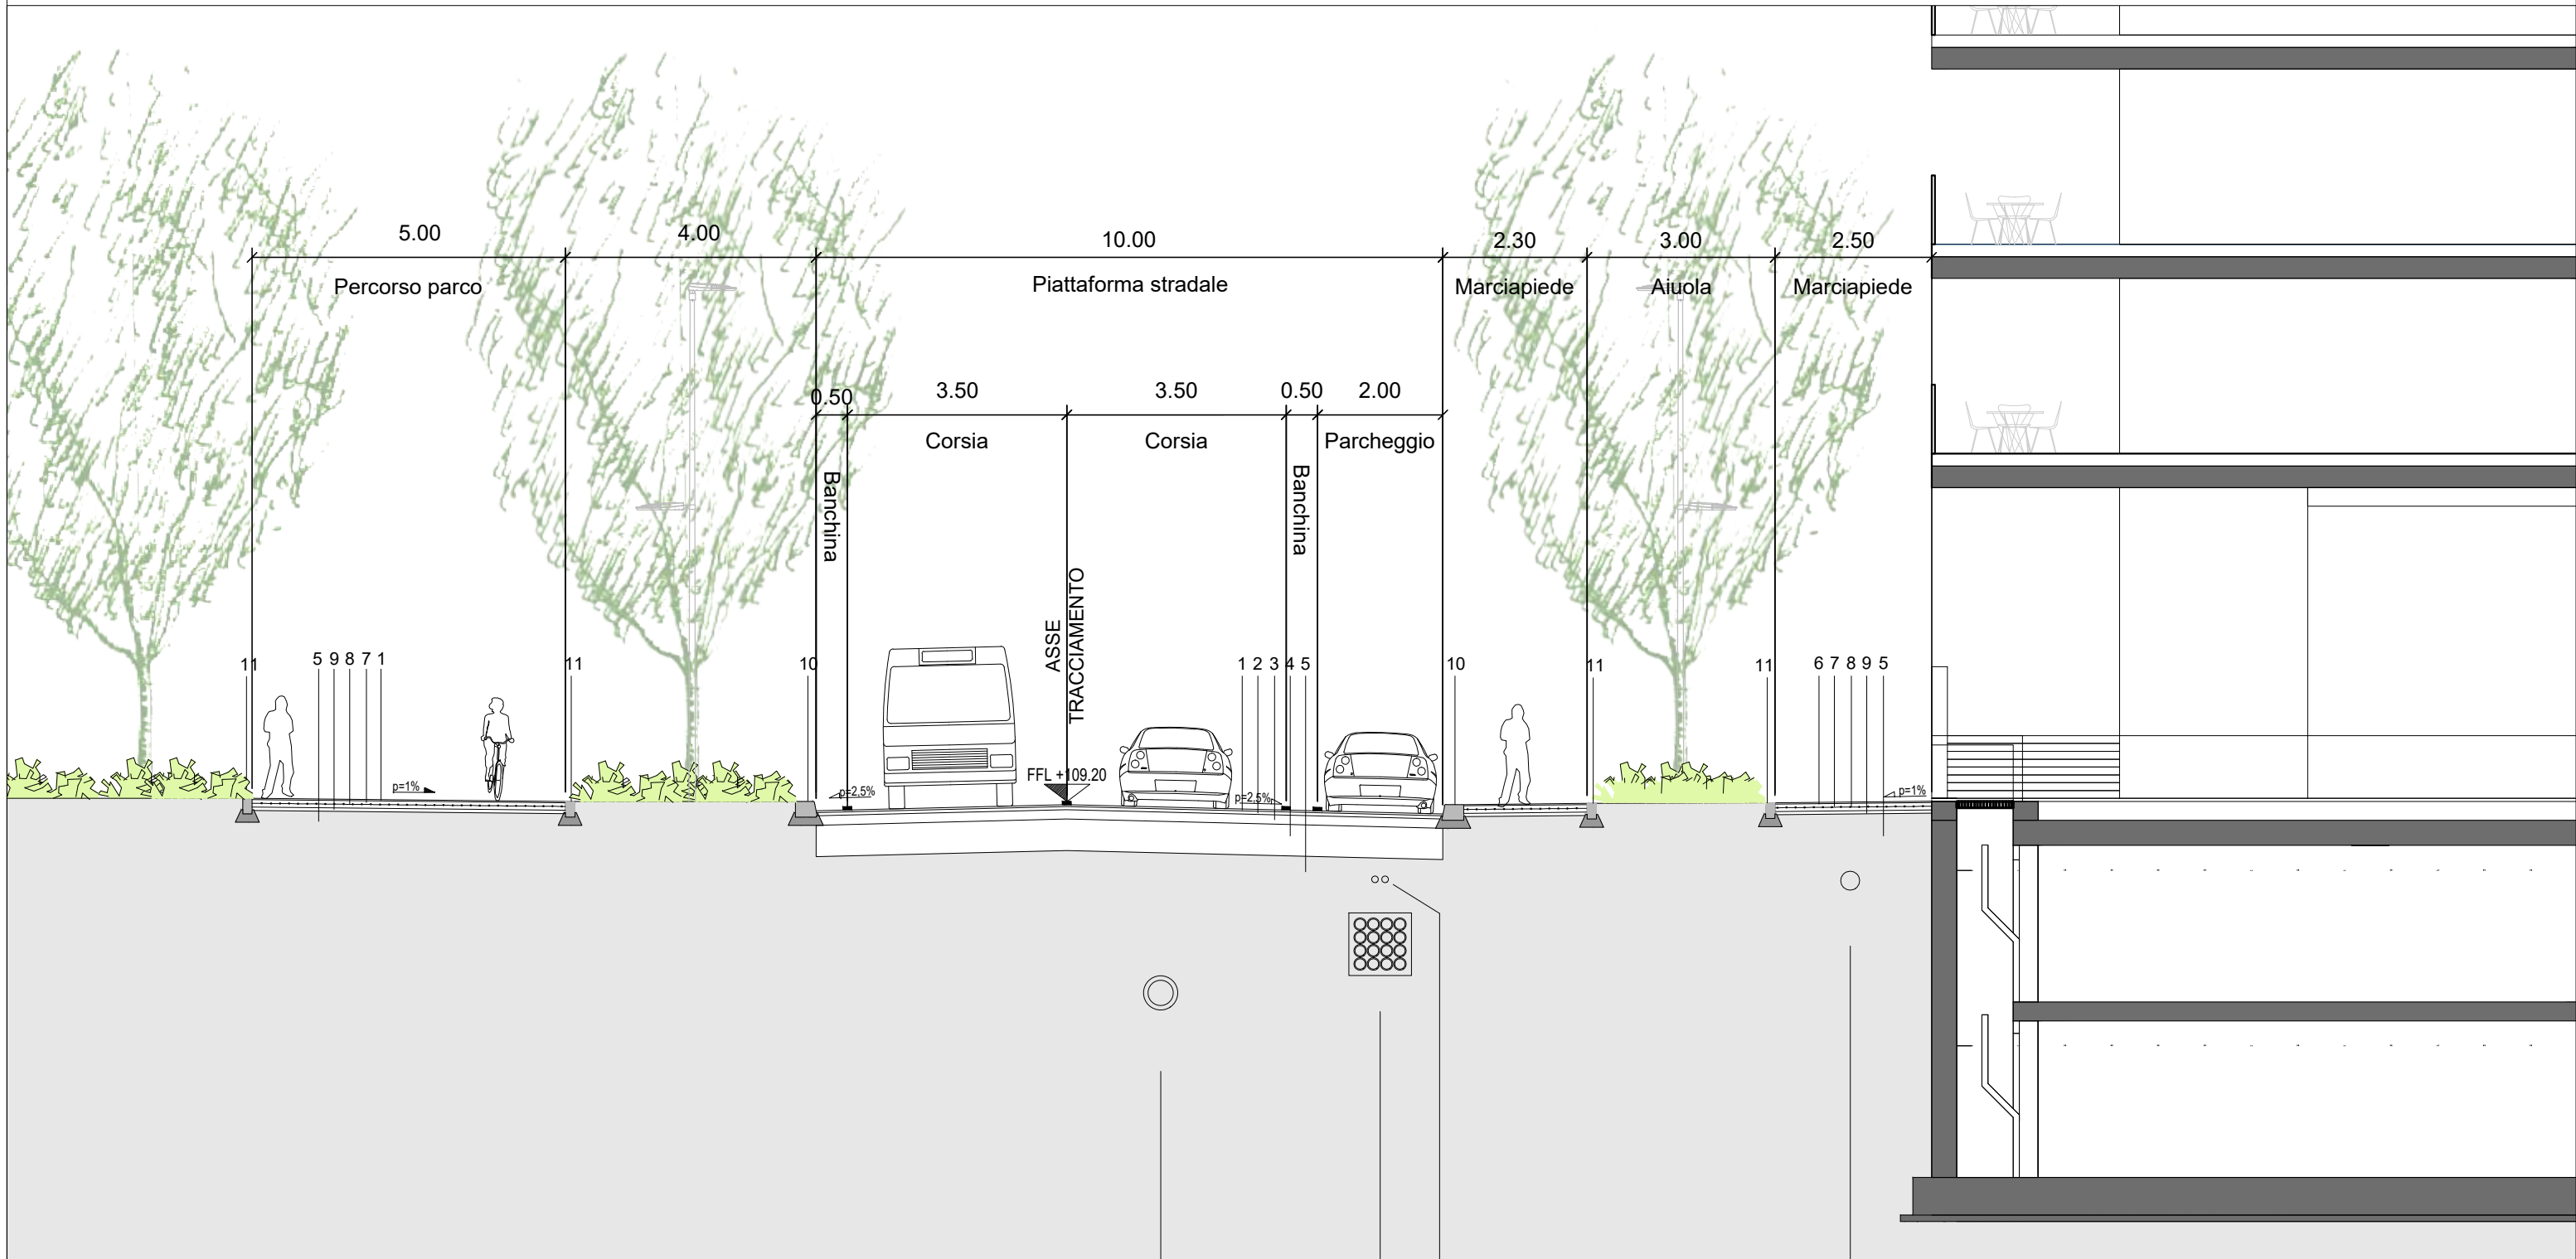 5.00 4.00 10.00 2.30 3.00 2.50
Percorso parco Piattaforma stradale Marciapiede Aiuola Marciapiede
0.50 3.50 3.50 0.50 2.00
Corsia Corsia Parcheggio
Banchina
Banchina
ASSE
TRACCIAMENTO
11 5 9 8 7 1 11 10 1 2 3 4 5 10 11 11 6 7 8 9 5
FFL +109.20
p=1% p=2.5% p=2.5% p=1%